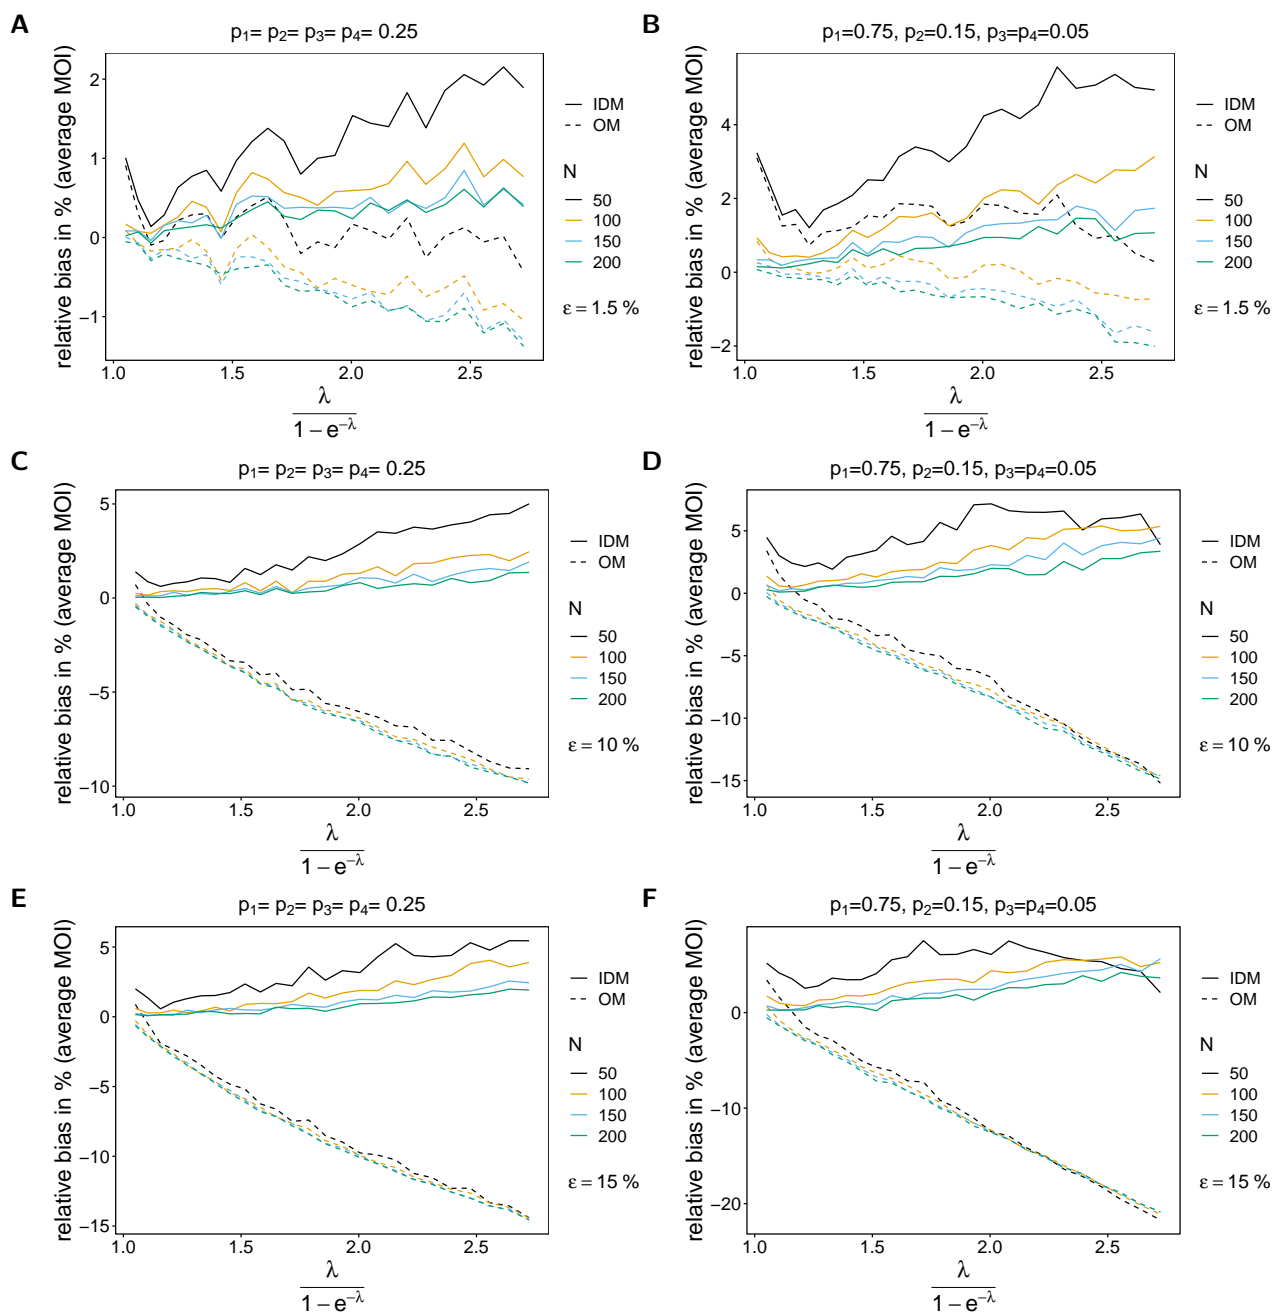 A
p1= p2= p3= p4= 0.25
relative bias in % (average MOI)
2
1
0
−1
1.0 1.5 2.0 2.5
λ
1 − e−λ
IDM
OM
N
50
100
150
200
ε = 1.5 %
B
p1=0.75, p2=0.15, p3=p4=0.05
relative bias in % (average MOI)
4
2
0
−2
1.0 1.5 2.0 2.5
λ
1 − e−λ
IDM
OM
N
50
100
150
200
ε = 1.5 %
C
p1= p2= p3= p4= 0.25
relative bias in % (average MOI)
5
0
−5
−10
1.0 1.5 2.0 2.5
λ
1 − e−λ
IDM
OM
N
50
100
150
200
ε = 10 %
D
p1=0.75, p2=0.15, p3=p4=0.05
relative bias in % (average MOI)
5
0
−5
−10
−15
1.0 1.5 2.0 2.5
λ
1 − e−λ
IDM
OM
N
50
100
150
200
ε = 10 %
E
p1= p2= p3= p4= 0.25
relative bias in % (average MOI)
5
0
−5
−10
−15
1.0 1.5 2.0 2.5
λ
1 − e−λ
IDM
OM
N
50
100
150
200
ε = 15 %
F
p1=0.75, p2=0.15, p3=p4=0.05
relative bias in % (average MOI)
0
−10
−20
1.0 1.5 2.0 2.5
λ
1 − e−λ
IDM
OM
N
50
100
150
200
ε = 15 %